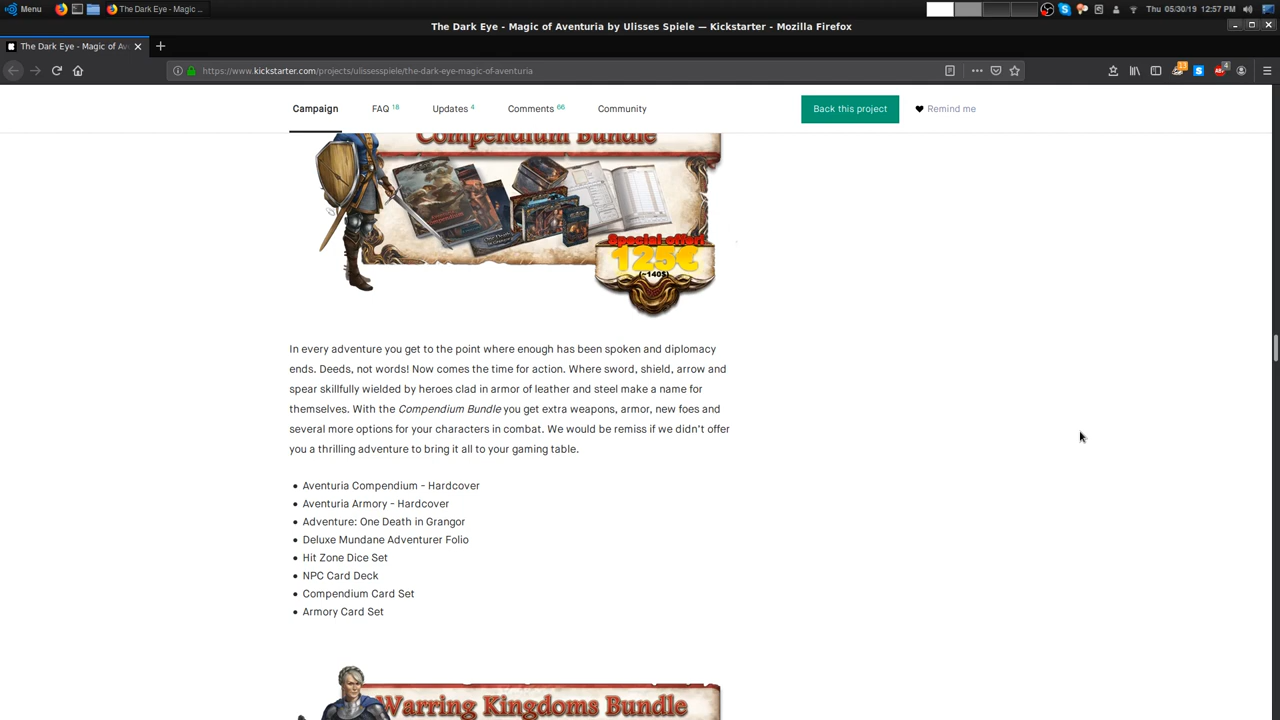 Menu
The Dark Eye - Magic ...
Thu 05/30/19 12:57 PM
The Dark Eye - Magic of Aventuria by Ulisses Spiele — Kickstarter - Mozilla Firefox
The Dark Eye - Magic of Av
https://www.kickstarter.com/projects/ulissesspiele/the-dark-eye-magic-of-aventuria
Campaign FAQ 18 Updates 4 Comments 66 Community Back this project Remind me
Compendium Bundle
Special offer!
125€
(~140$)
In every adventure you get to the point where enough has been spoken and diplomacy
ends. Deeds, not words! Now comes the time for action. Where sword, shield, arrow and
spear skillfully wielded by heroes clad in armor of leather and steel make a name for
themselves. With the Compendium Bundle you get extra weapons, armor, new foes and
several more options for your characters in combat. We would be remiss if we didn't offer
you a thrilling adventure to bring it all to your gaming table.
• Aventuria Compendium - Hardcover
• Aventuria Armory - Hardcover
• Adventure: One Death in Grangor
• Deluxe Mundane Adventurer Folio
• Hit Zone Dice Set
• NPC Card Deck
• Compendium Card Set
• Armory Card Set
Warring Kingdoms Bundle